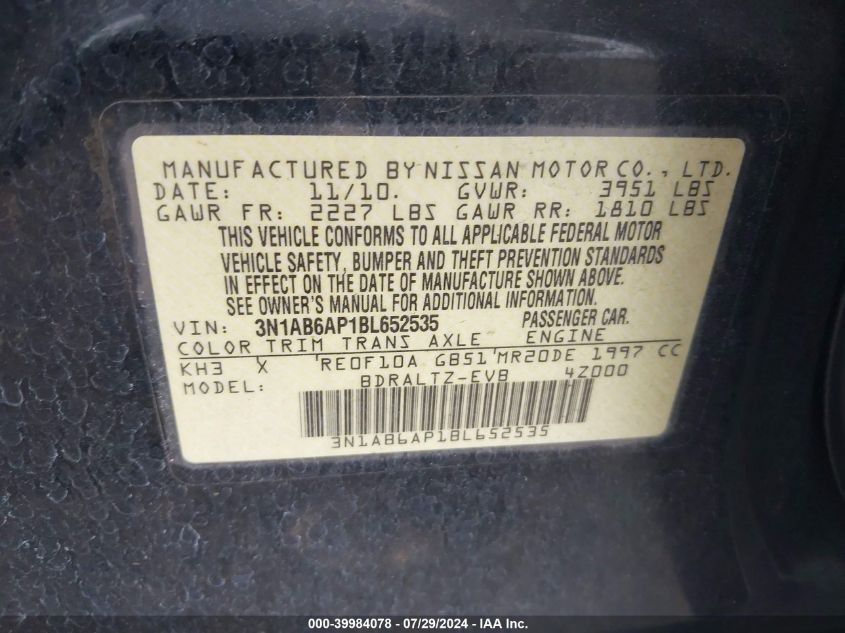 MANUFACTURED BY NISSAN MOTOR CO., LTD.
DATE: 11/10. GVWR: 3951 LBS
GAWR FR: 2227 LBS GAWR RR: 1810 LBS
THIS VEHICLE CONFORMS TO ALL APPLICABLE FEDERAL MOTOR
VEHICLE SAFETY, BUMPER AND THEFT PREVENTION STANDARDS
IN EFFECT ON THE DATE OF MANUFACTURE SHOWN ABOVE.
SEE OWNER'S MANUAL FOR ADDITIONAL INFORMATION.
VIN: 3N1AB6AP1BL652535 PASSENGER CAR.
COLOR TRIM TRANS AXLE ENGINE
KH3 X RE0F10A GB51 MR20DE 1997 CC
MODEL: BDRALTZ-EVB 4Z000
3N1AB6AP1BL652535
000-39984078 / 07/29/2024 - IAA Inc.